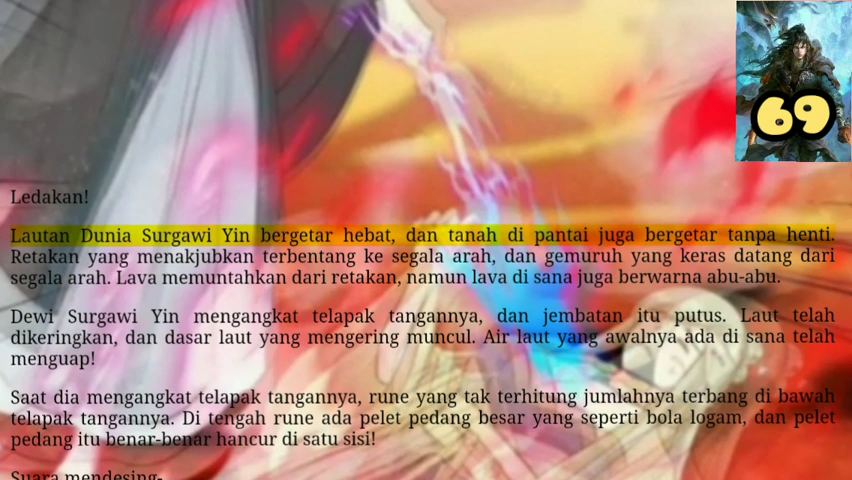 69
Ledakan!
Lautan Dunia Surgawi Yin bergetar hebat, dan tanah di pantai juga bergetar tanpa henti.
Retakan yang menakjubkan terbentang ke segala arah, dan gemuruh yang keras datang dari
segala arah. Lava memuntahkan dari retakan, namun lava di sana juga berwarna abu-abu.
Dewi Surgawi Yin mengangkat telapak tangannya, dan jembatan itu putus. Laut telah
dikeringkan, dan dasar laut yang mengering muncul. Air laut yang awalnya ada di sana telah
menguap!
Saat dia mengangkat telapak tangannya, rune yang tak terhitung jumlahnya terbang di bawah
telapak tangannya. Di tengah rune ada pelet pedang besar yang seperti bola logam, dan pelet
pedang itu benar-benar hancur di satu sisi!
Suara mendesing-